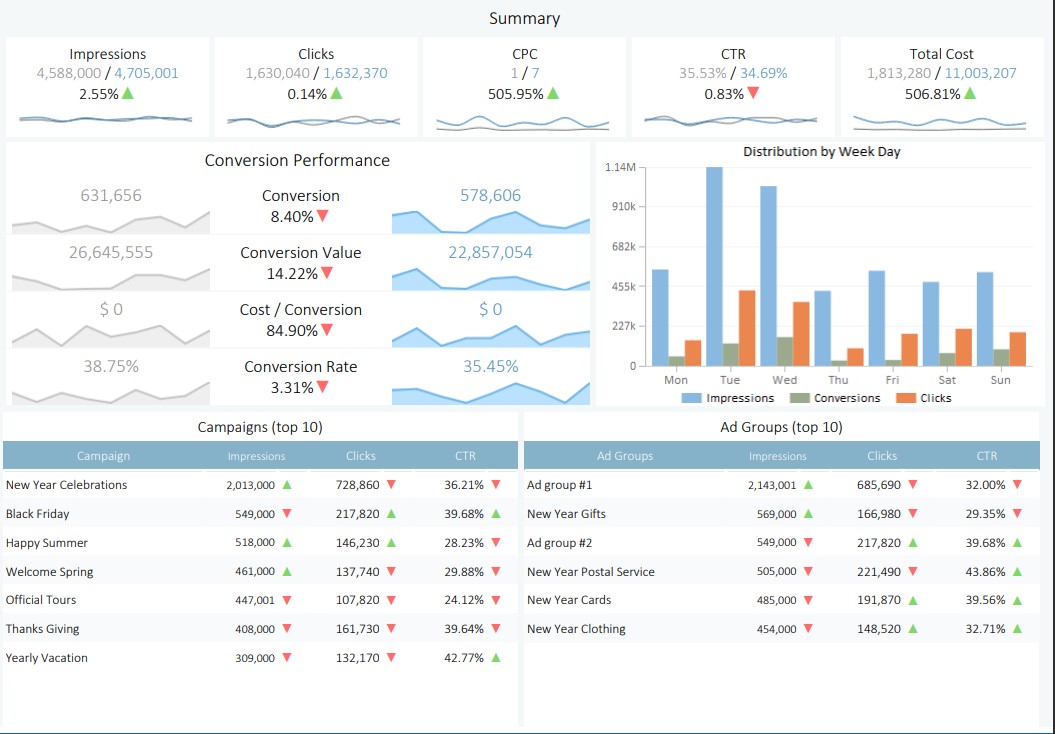 Summary
Impressions
4,588,000 / 4,705,001
2.55%
Clicks
1,630,040 / 1,632,370
0.14%
CPC
1 / 7
505.95%
CTR
35.53% / 34.69%
0.83%
Total Cost
1,813,280 / 11,003,207
506.81%
Conversion Performance
631,656
Conversion
8.40%
578,606
26,645,555
Conversion Value
14.22%
22,857,054
$ 0
Cost / Conversion
84.90%
$ 0
38.75%
Conversion Rate
3.31%
35.45%
Distribution by Week Day
1.14M
910k
682k
455k
227k
0
Mon Tue Wed Thu Fri Sat Sun
Impressions Conversions Clicks
Campaigns (top 10)
Campaign Impressions Clicks CTR
New Year Celebrations 2,013,000 728,860 36.21%
Black Friday 549,000 217,820 39.68%
Happy Summer 518,000 146,230 28.23%
Welcome Spring 461,000 137,740 29.88%
Official Tours 447,001 107,820 24.12%
Thanks Giving 408,000 161,730 39.64%
Yearly Vacation 309,000 132,170 42.77%
Ad Groups (top 10)
Ad Groups Impressions Clicks CTR
Ad group #1 2,143,001 685,690 32.00%
New Year Gifts 569,000 166,980 29.35%
Ad group #2 549,000 217,820 39.68%
New Year Postal Service 505,000 221,490 43.86%
New Year Cards 485,000 191,870 39.56%
New Year Clothing 454,000 148,520 32.71%